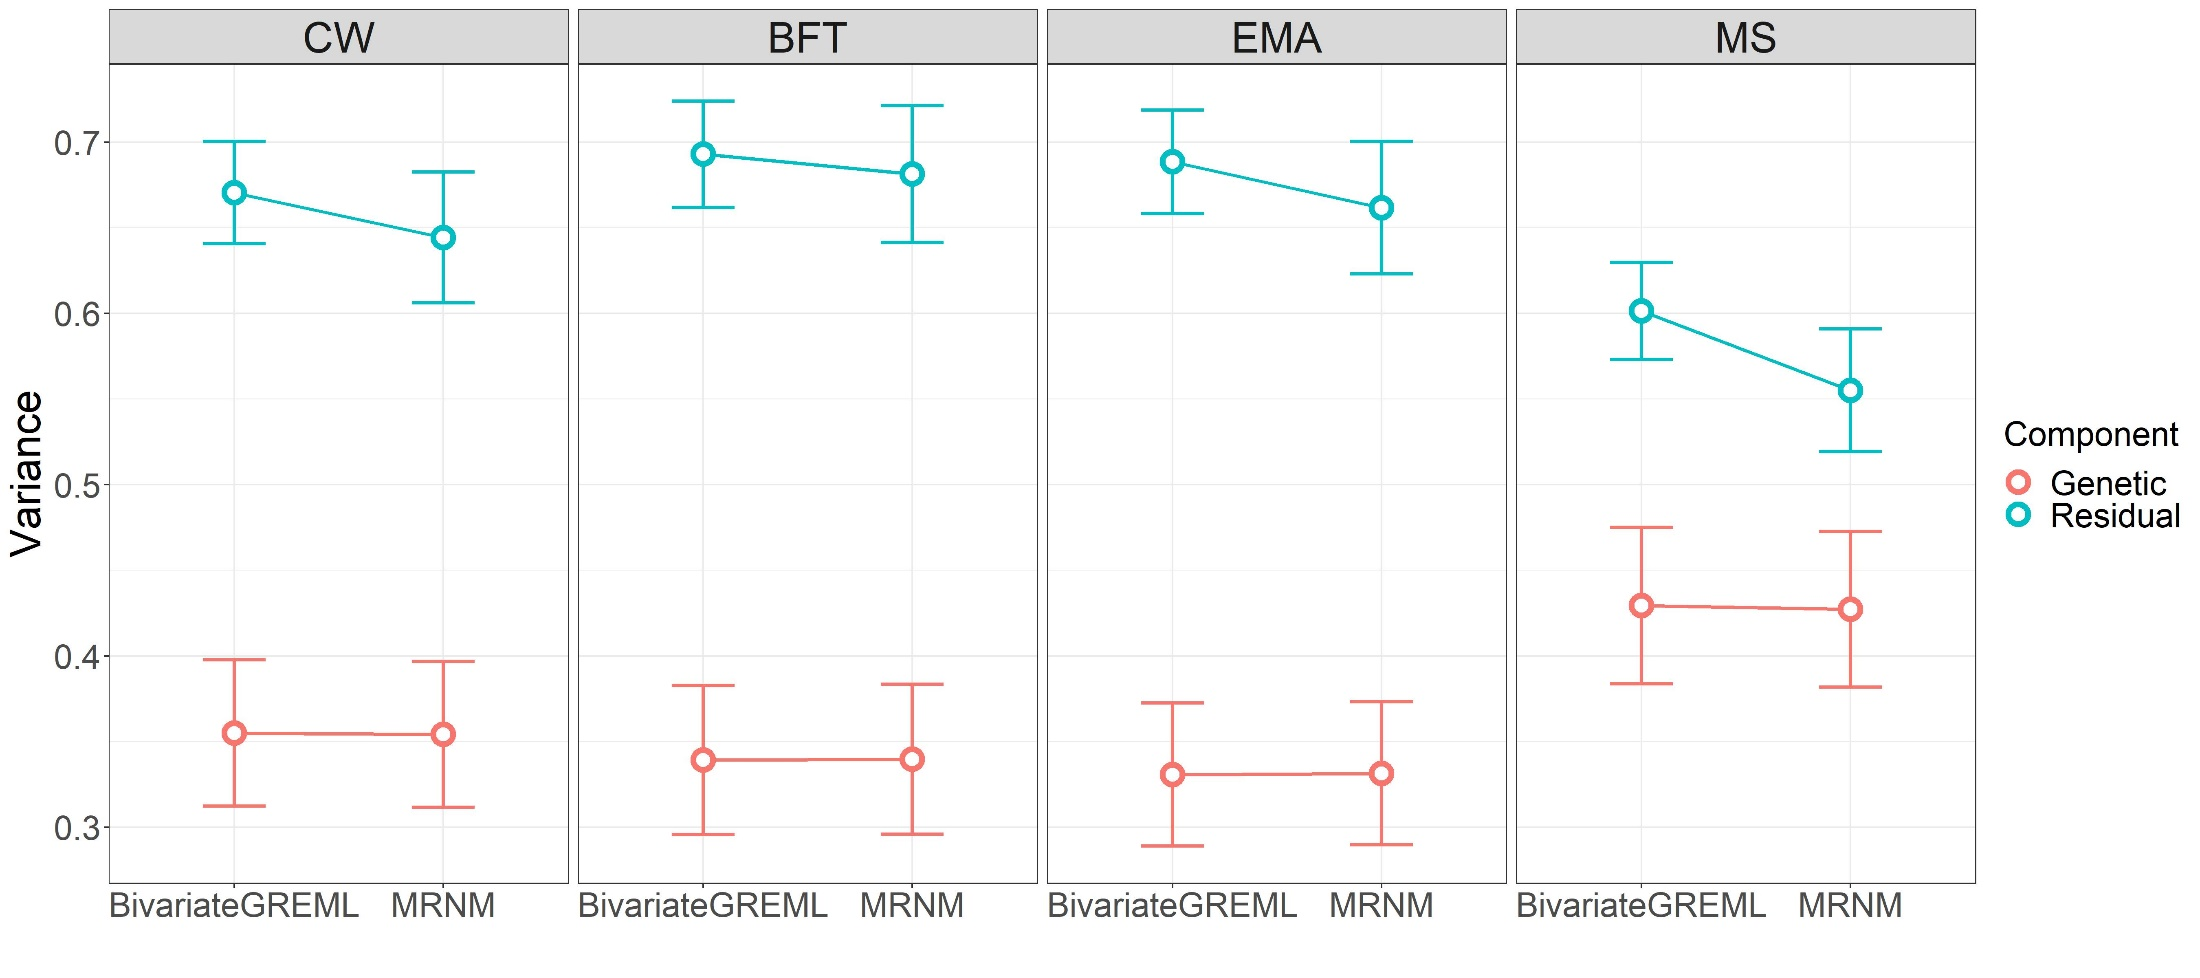 CW BFT EMA MS
Variance
0.7
0.6
0.5
0.4
0.3
BivariateGREML MRNM BivariateGREML MRNM BivariateGREML MRNM BivariateGREML MRNM
Component
Genetic
Residual